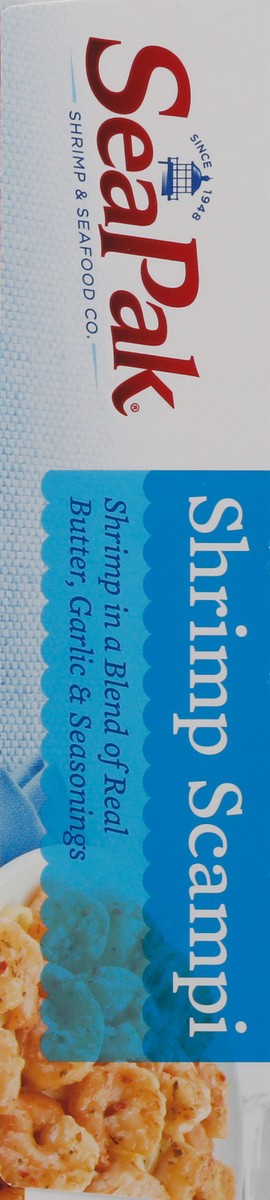 SINCE 1948
SeaPak®
SHRIMP & SEAFOOD CO.
Shrimp Scampi
Shrimp in a Blend of Real
Butter, Garlic & Seasonings